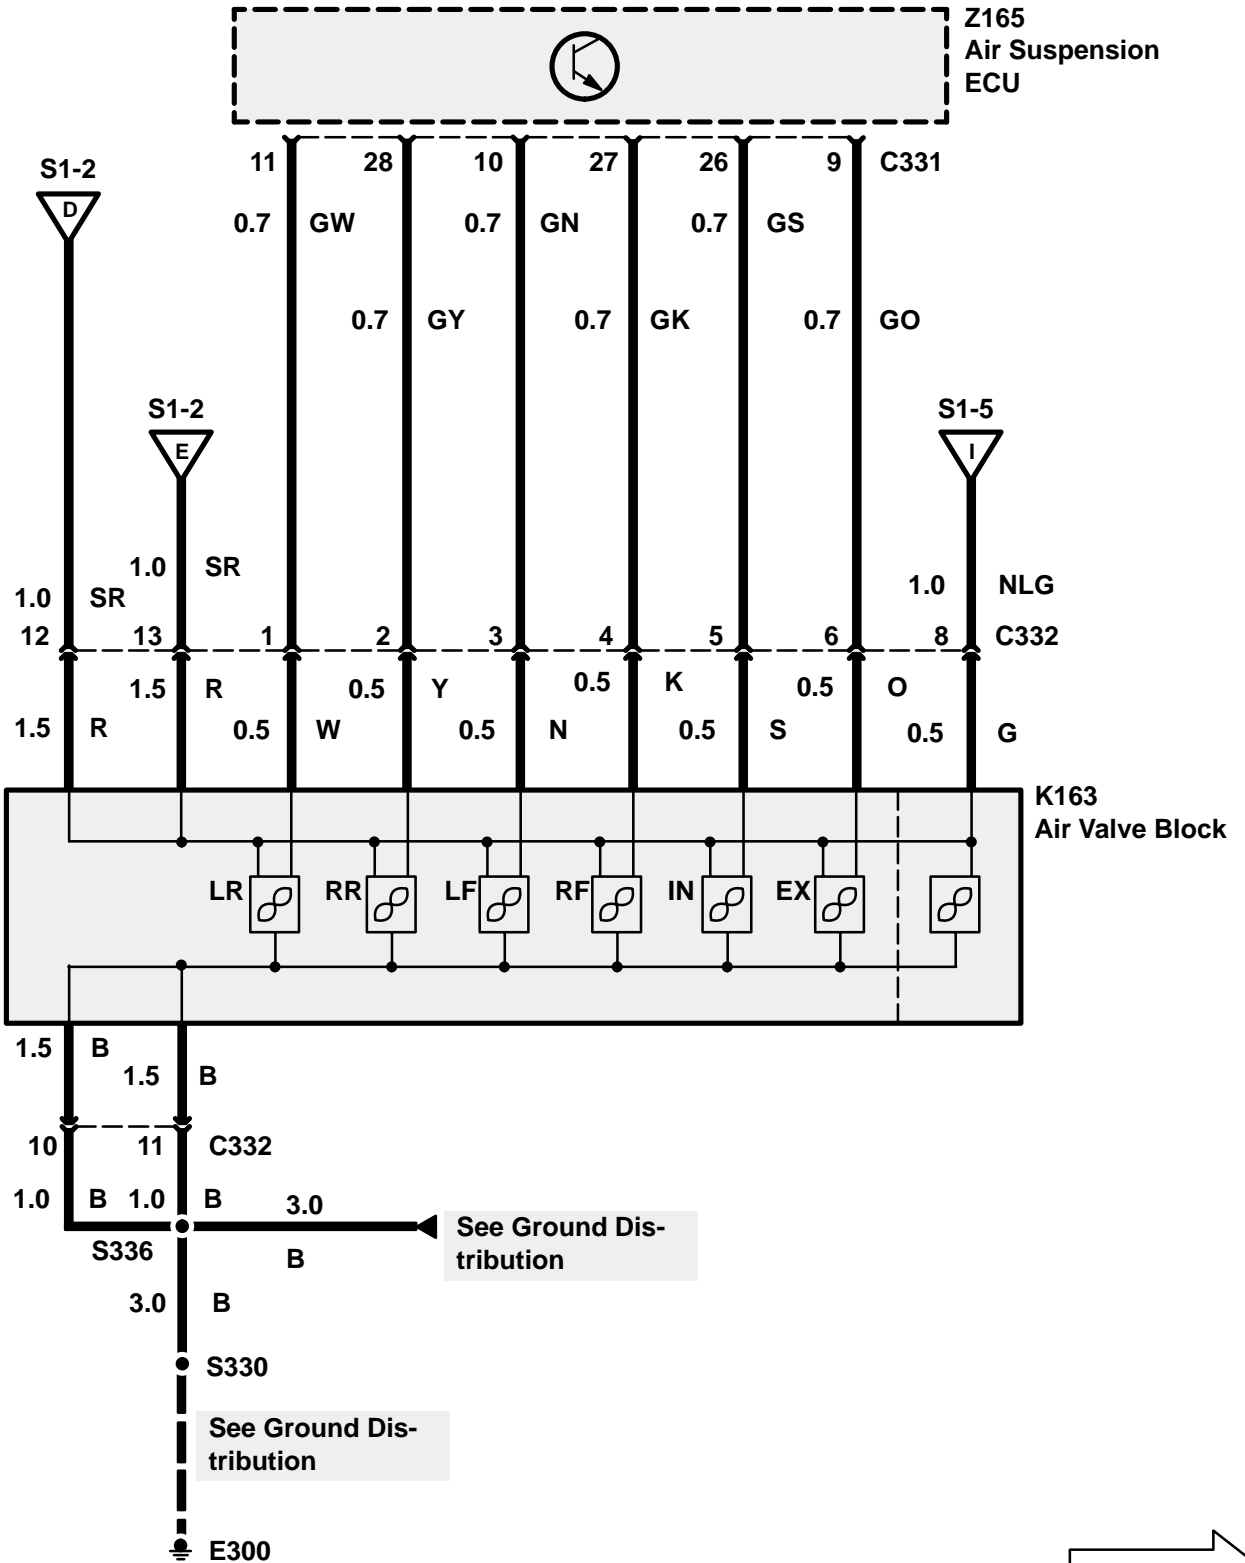 Z165
Air Suspension
ECU
S1-2
D
11 28 10 27 26 9 C331
0.7 GW 0.7 GN 0.7 GS
0.7 GY 0.7 GK 0.7 GO
S1-2
E
S1-5
I
1.0 SR
1.0 NLG
1.0 SR
12 13 1 2 3 4 5 6 8 C332
1.5 R 0.5 Y 0.5 K 0.5 O
1.5 R 0.5 W 0.5 N 0.5 S 0.5 G
K163
Air Valve Block
LR RR LF RF IN EX
1.5 B
1.5 B
10 11 C332
1.0 B 1.0 B 3.0
See Ground Dis-
tribution
S336
B
3.0 B
S330
See Ground Dis-
tribution
E300